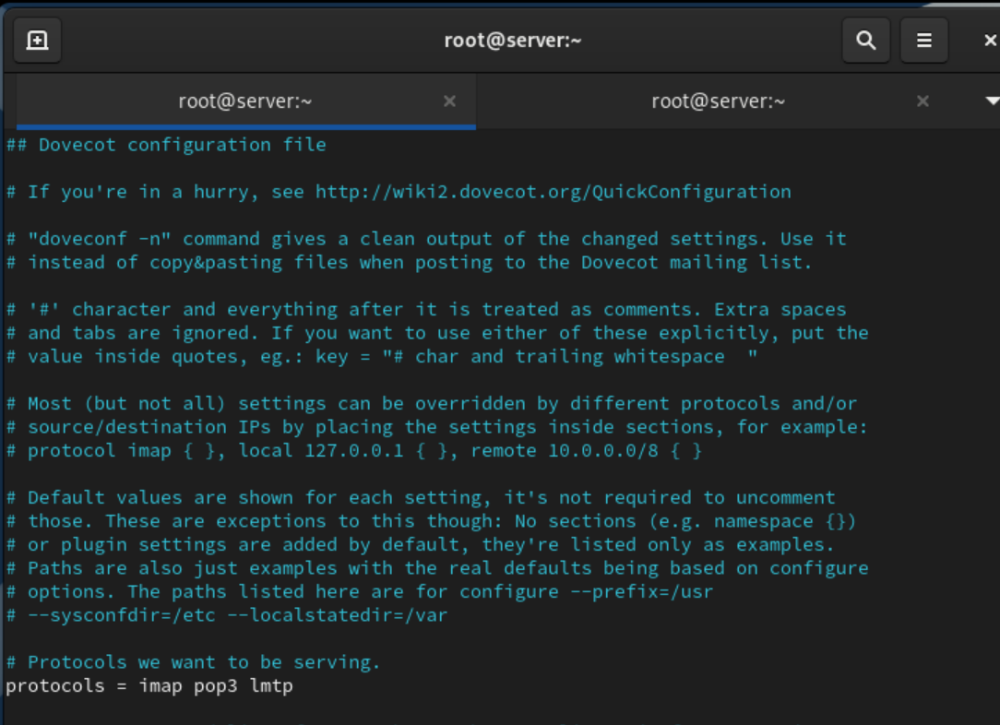 root@server:~
root@server:~
root@server:~
## Dovecot configuration file
# If you're in a hurry, see http://wiki2.dovecot.org/QuickConfiguration
# "doveconf -n" command gives a clean output of the changed settings. Use it
# instead of copy&pasting files when posting to the Dovecot mailing list.
# '#' character and everything after it is treated as comments. Extra spaces
# and tabs are ignored. If you want to use either of these explicitly, put the
# value inside quotes, eg.: key = "# char and trailing whitespace  "
# Most (but not all) settings can be overridden by different protocols and/or
# source/destination IPs by placing the settings inside sections, for example:
# protocol imap { }, local 127.0.0.1 { }, remote 10.0.0.0/8 { }
# Default values are shown for each setting, it's not required to uncomment
# those. These are exceptions to this though: No sections (e.g. namespace {})
# or plugin settings are added by default, they're listed only as examples.
# Paths are also just examples with the real defaults being based on configure
# options. The paths listed here are for configure --prefix=/usr
# --sysconfdir=/etc --localstatedir=/var
# Protocols we want to be serving.
protocols = imap pop3 lmtp